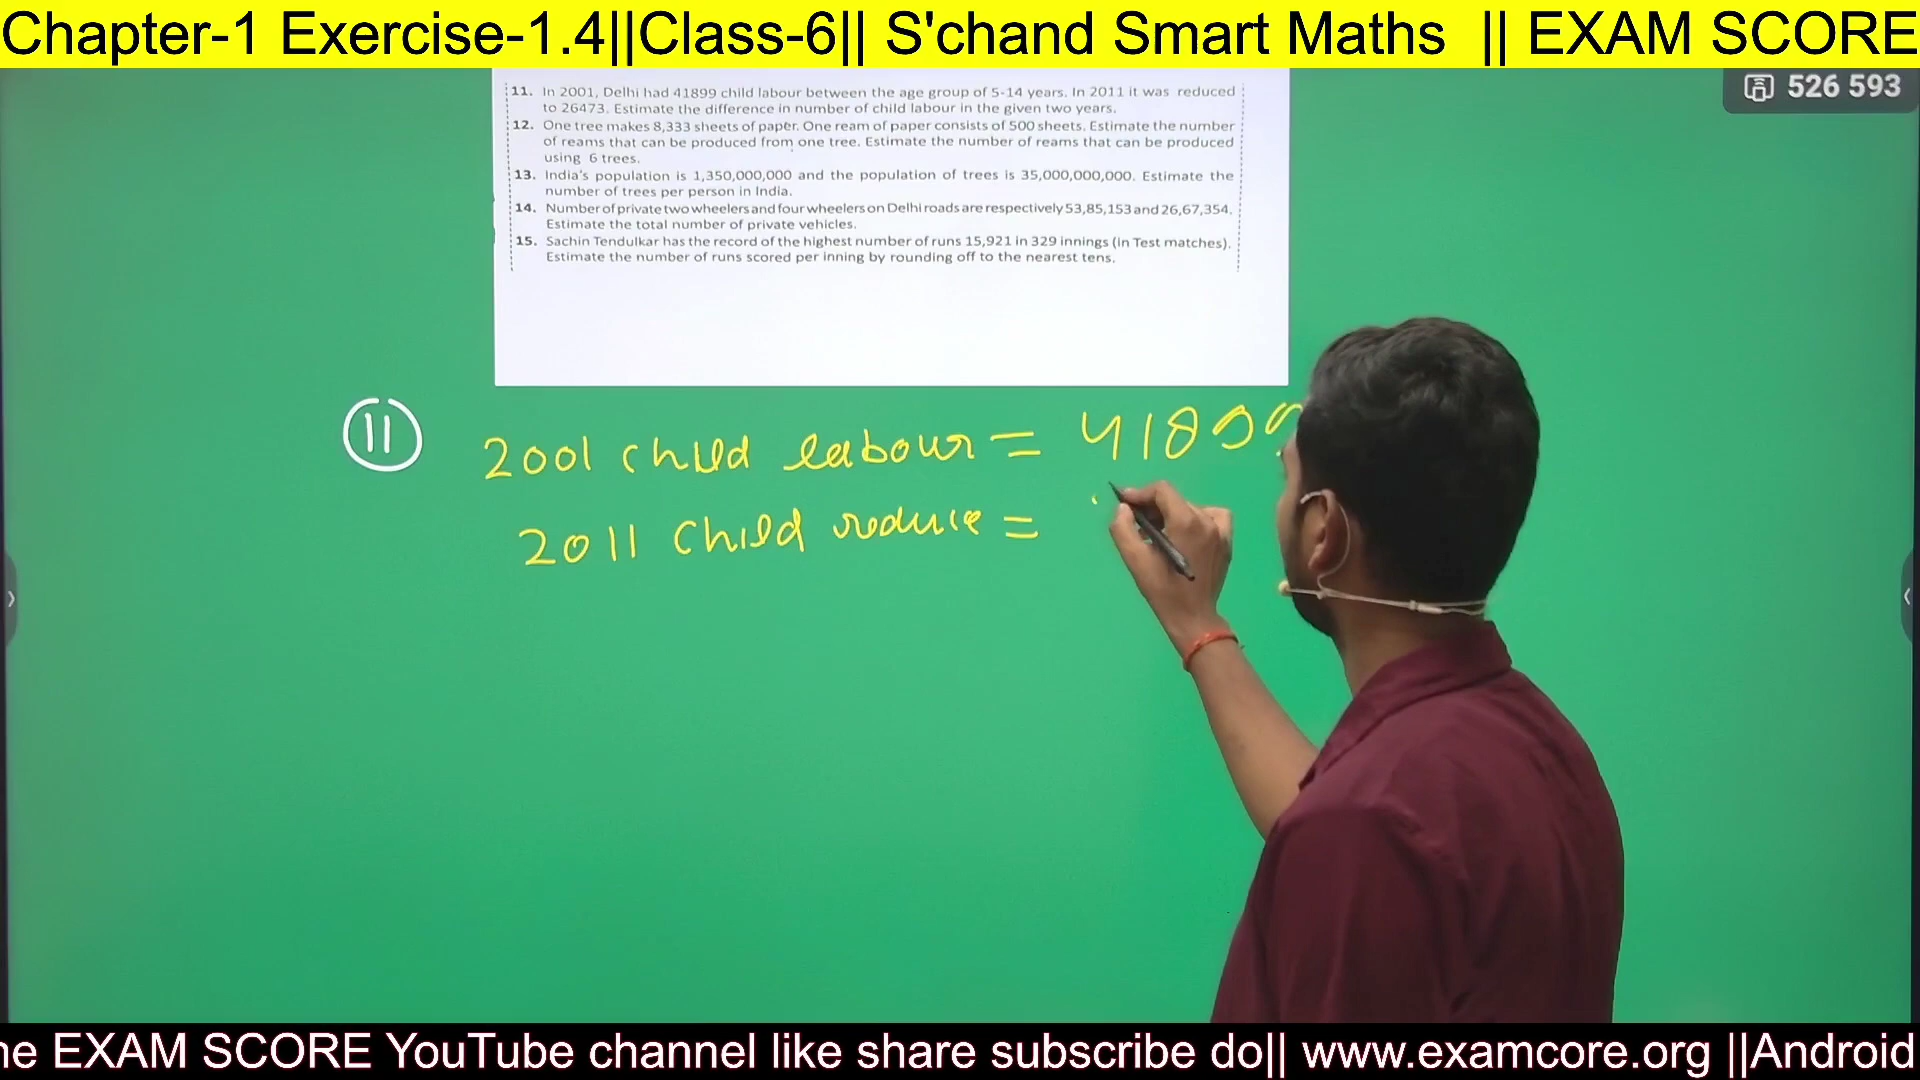 Chapter-1 Exercise-1.4||Class-6|| S'chand Smart Maths || EXAM SCORE
526 593
11. In 2001, Delhi had 41899 child labour between the age group of 5-14 years. In 2011 it was reduced
to 26473. Estimate the difference in number of child labour in the given two years.
12. One tree makes 8,333 sheets of paper. One ream of paper consists of 500 sheets. Estimate the number
of reams that can be produced from one tree. Estimate the number of reams that can be produced
using 6 trees.
13. India's population is 1,350,000,000 and the population of trees is 35,000,000,000. Estimate the
number of trees per person in India.
14. Number of private two wheelers and four wheelers on Delhi roads are respectively 53,85,153 and 26,67,354.
Estimate the total number of private vehicles.
15. Sachin Tendulkar has the record of the highest number of runs 15,921 in 329 innings (in Test matches).
Estimate the number of runs scored per inning by rounding off to the nearest tens.
11 2001 child labour = 41899
2011 child reduce =
he EXAM SCORE YouTube channel like share subscribe do|| www.examcore.org ||Android